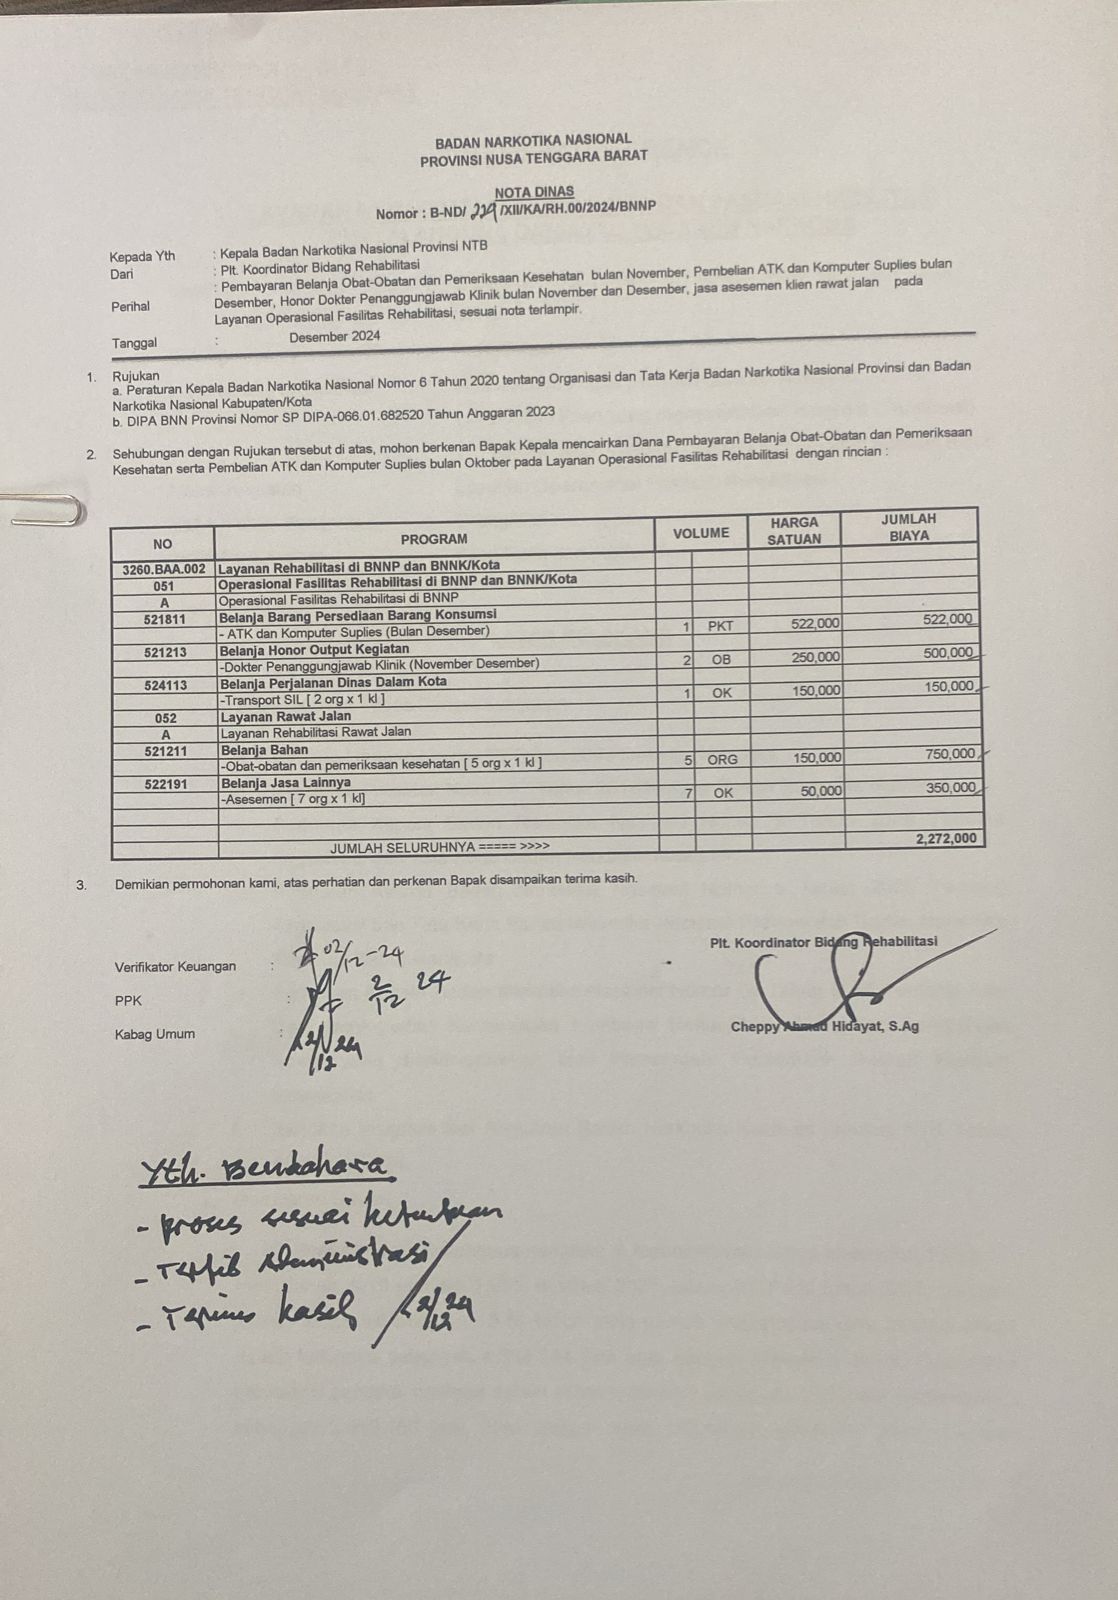 BADAN NARKOTIKA NASIONAL
PROVINSI NUSA TENGGARA BARAT
NOTA DINAS
Nomor : B-ND/ 229 /XII/KA/RH.00/2024/BNNP
Kepada Yth : Kepala Badan Narkotika Nasional Provinsi NTB
Dari : Plt. Koordinator Bidang Rehabilitasi
Perihal : Pembayaran Belanja Obat-Obatan dan Pemeriksaan Kesehatan bulan November, Pembelian ATK dan Komputer Suplies bulan
Desember, Honor Dokter Penanggungjawab Klinik bulan November dan Desember, jasa asesemen klien rawat jalan pada
Layanan Operasional Fasilitas Rehabilitasi, sesuai nota terlampir.
Tanggal : Desember 2024
1. Rujukan
a. Peraturan Kepala Badan Narkotika Nasional Nomor 6 Tahun 2020 tentang Organisasi dan Tata Kerja Badan Narkotika Nasional Provinsi dan Badan
Narkotika Nasional Kabupaten/Kota
b. DIPA BNN Provinsi Nomor SP DIPA-066.01.682520 Tahun Anggaran 2023
2. Sehubungan dengan Rujukan tersebut di atas, mohon berkenan Bapak Kepala mencairkan Dana Pembayaran Belanja Obat-Obatan dan Pemeriksaan
Kesehatan serta Pembelian ATK dan Komputer Suplies bulan Oktober pada Layanan Operasional Fasilitas Rehabilitasi dengan rincian :
NO PROGRAM VOLUME HARGA SATUAN JUMLAH BIAYA
3260.BAA.002 Layanan Rehabilitasi di BNNP dan BNNK/Kota
051 Operasional Fasilitas Rehabilitasi di BNNP dan BNNK/Kota
A Operasional Fasilitas Rehabilitasi di BNNP
521811 Belanja Barang Persediaan Barang Konsumsi
- ATK dan Komputer Suplies (Bulan Desember) 1 PKT 522,000 522,000
521213 Belanja Honor Output Kegiatan
-Dokter Penanggungjawab Klinik (November Desember) 2 OB 250,000 500,000
524113 Belanja Perjalanan Dinas Dalam Kota
-Transport SIL [ 2 org x 1 kl ] 1 OK 150,000 150,000
052 Layanan Rawat Jalan
A Layanan Rehabilitasi Rawat Jalan
521211 Belanja Bahan
-Obat-obatan dan pemeriksaan kesehatan [ 5 org x 1 kl ] 5 ORG 150,000 750,000
522191 Belanja Jasa Lainnya
-Asesemen [ 7 org x 1 kl] 7 OK 50,000 350,000
JUMLAH SELURUHNYA ===== >>>> 2,272,000
3. Demikian permohonan kami, atas perhatian dan perkenan Bapak disampaikan terima kasih.
Plt. Koordinator Bidang Rehabilitasi
Verifikator Keuangan : 02/12-24
PPK : 2/12 24
Kabag Umum : 2/12 24
Cheppy Ahmad Hidayat, S.Ag
Yth. Bendahara
- proses sesuai ketentuan
- Tertib Administrasi
- Terima kasih 2/12 24